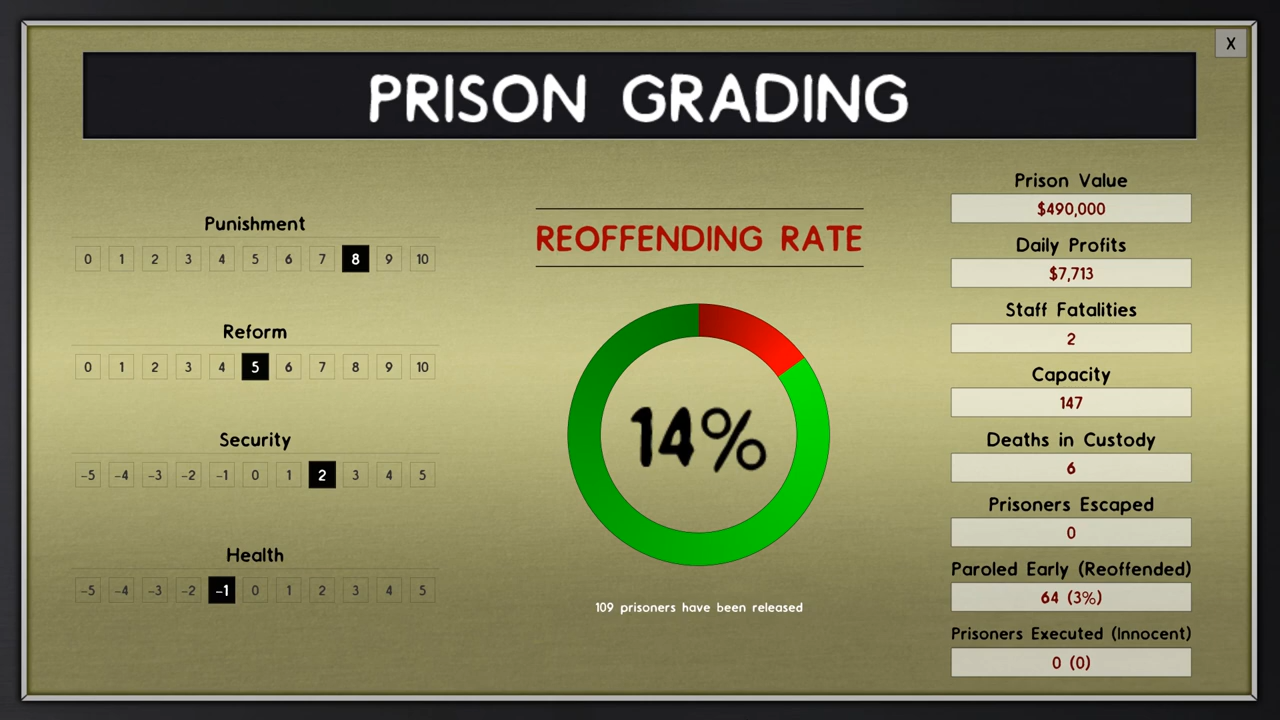 X
PRISON GRADING
Punishment
0 1 2 3 4 5 6 7 8 9 10
Reform
0 1 2 3 4 5 6 7 8 9 10
Security
-5 -4 -3 -2 -1 0 1 2 3 4 5
Health
-5 -4 -3 -2 -1 0 1 2 3 4 5
REOFFENDING RATE
14%
109 prisoners have been released
Prison Value
$490,000
Daily Profits
$7,713
Staff Fatalities
2
Capacity
147
Deaths in Custody
6
Prisoners Escaped
0
Paroled Early (Reoffended)
64 (3%)
Prisoners Executed (Innocent)
0 (0)